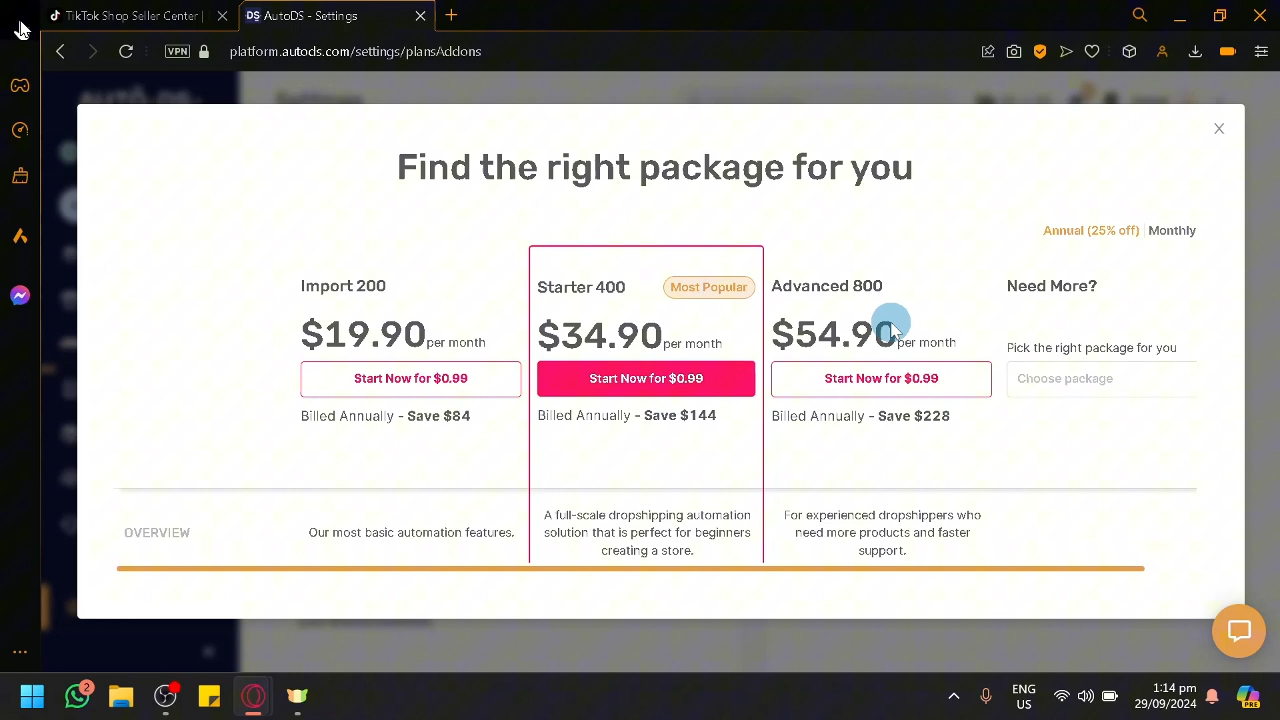 TikTok Shop Seller Center |
DS AutoDS - Settings
VPN
platform.autods.com/settings/plansAddons
Settings
Find the right package for you
Annual (25% off) | Monthly
Import 200
Starter 400
Most Popular
Advanced 800
Need More?
$19.90 per month
$34.90 per month
$54.90 per month
Pick the right package for you
Start Now for $0.99
Start Now for $0.99
Start Now for $0.99
Choose package
Billed Annually - Save $84
Billed Annually - Save $144
Billed Annually - Save $228
OVERVIEW
Our most basic automation features.
A full-scale dropshipping automation
solution that is perfect for beginners
creating a store.
For experienced dropshippers who
need more products and faster
support.
2
ENG
US
1:14 pm
29/09/2024
PRE